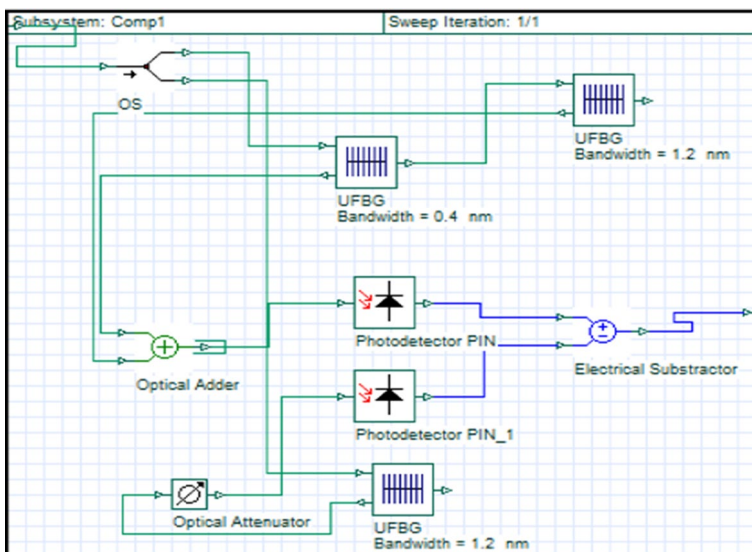 Subsystem: Comp1
Sweep Iteration: 1/1
OS
UFBG
Bandwidth = 1.2 nm
UFBG
Bandwidth = 0.4 nm
Photodetector PIN
Electrical Substractor
Optical Adder
Photodetector PIN_1
Optical Attenuator
UFBG
Bandwidth = 1.2 nm